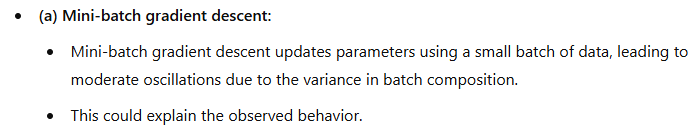 • (a) Mini-batch gradient descent:
• Mini-batch gradient descent updates parameters using a small batch of data, leading to
moderate oscillations due to the variance in batch composition.
• This could explain the observed behavior.